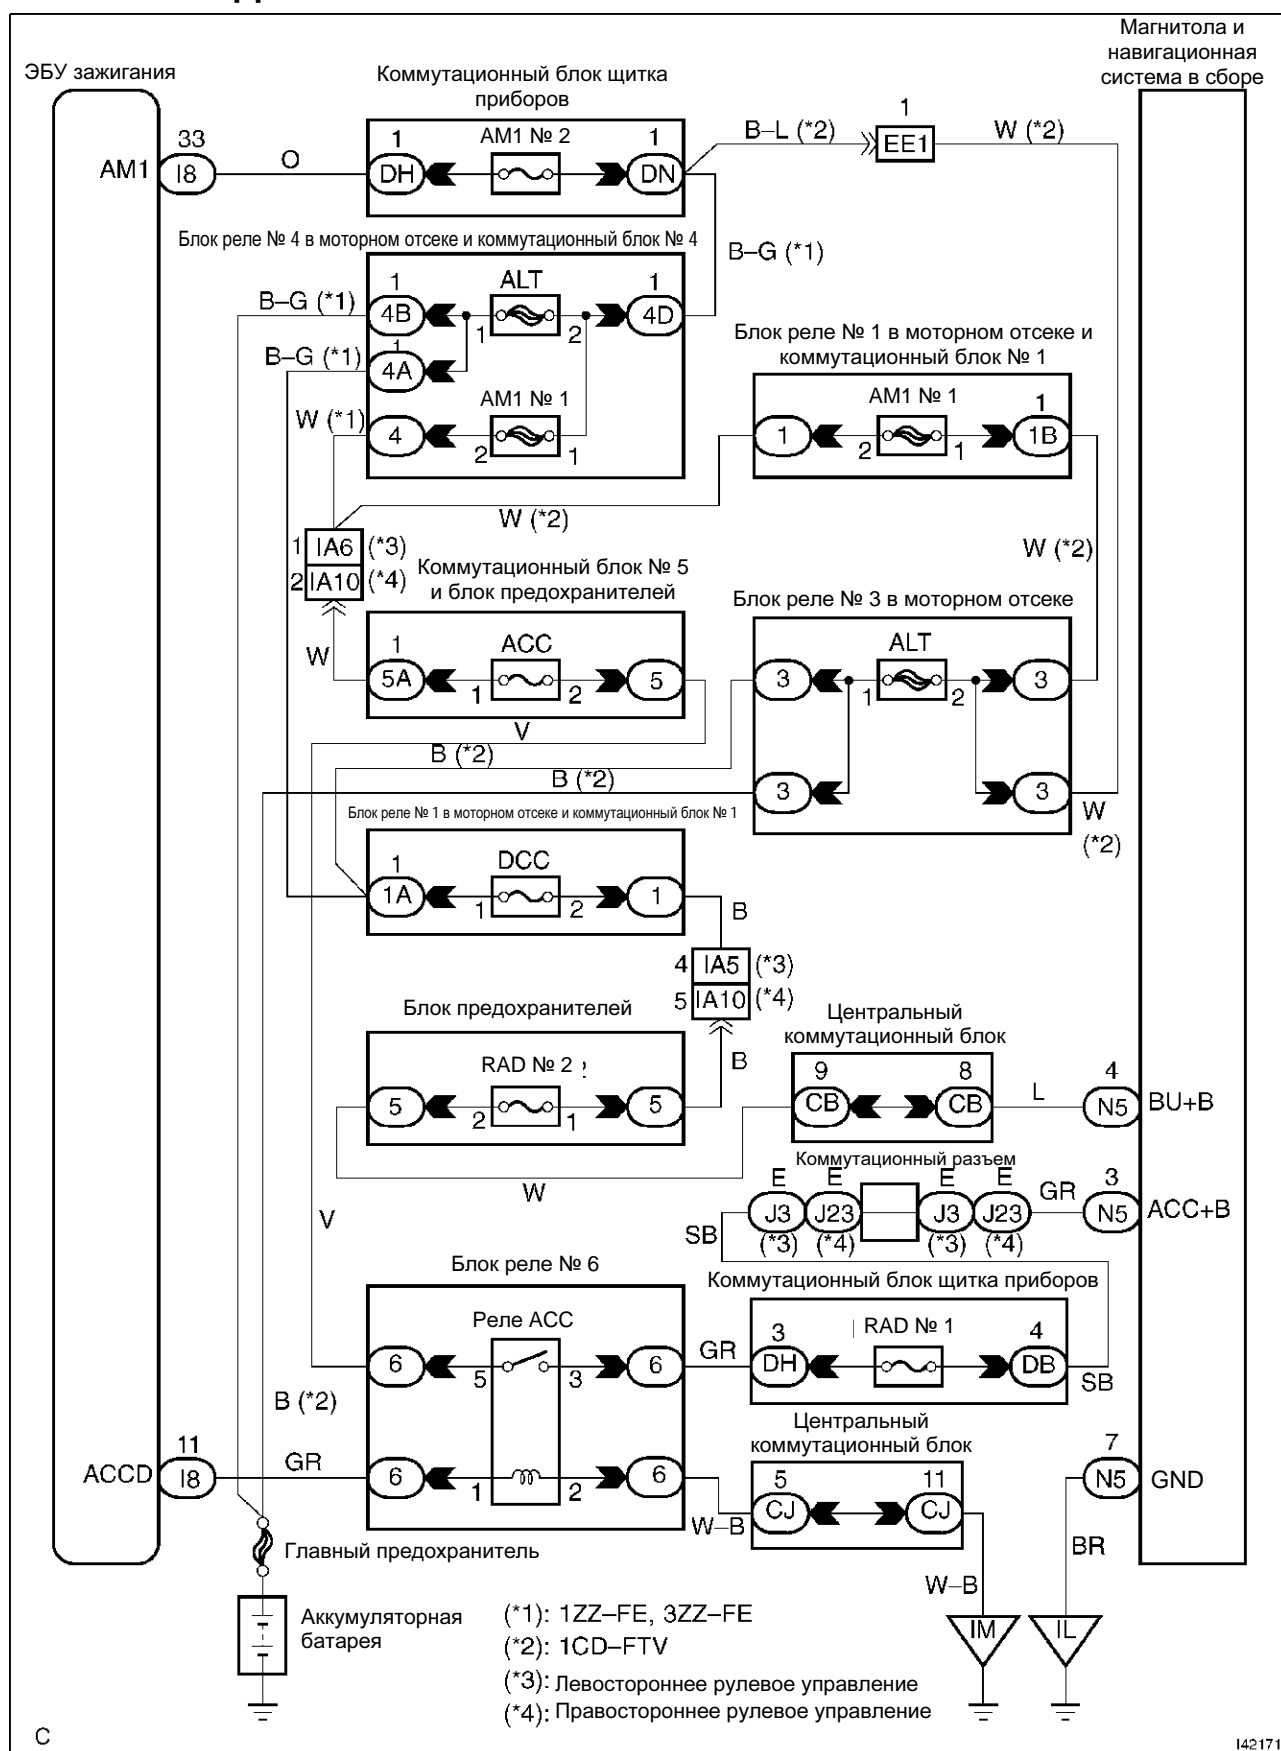 Магнитола и
навигационная
система в сборе
ЭБУ зажигания
Коммутационный блок щитка
приборов
AM1
33
I8
O
1
DH
AM1 № 2
1
DN
B–L (*2)
1
EE1
W (*2)
Блок реле № 4 в моторном отсеке и коммутационный блок № 4
B–G (*1)
B–G (*1)
1
4B
ALT
1
2
1
4D
B–G (*1)
1
4A
W (*1)
4
AM1 № 1
2
1
Блок реле № 1 в моторном отсеке и
коммутационный блок № 1
1
AM1 № 1
2
1
1
1B
W (*2)
W (*2)
1
IA6
(*3)
2
IA10
(*4)
W
Коммутационный блок № 5
и блок предохранителей
1
5A
ACC
1
2
5
V
Блок реле № 3 в моторном отсеке
3
ALT
1
2
3
3
3
W
(*2)
B (*2)
B (*2)
Блок реле № 1 в моторном отсеке и коммутационный блок № 1
1
1A
DCC
1
2
1
B
4
IA5
(*3)
5
IA10
(*4)
B
Блок предохранителей
5
RAD № 2
2
1
5
W
Центральный
коммутационный блок
9
CB
8
CB
L
4
N5
BU+B
Коммутационный разъем
E
J3
(*3)
E
J23
(*4)
E
J3
(*3)
E
J23
(*4)
GR
3
N5
ACC+B
SB
V
Блок реле № 6
Реле ACC
6
5
3
6
GR
Коммутационный блок щитка приборов
3
DH
RAD № 1
4
DB
SB
B (*2)
ACCD
11
I8
GR
6
1
2
6
W–B
Центральный
коммутационный блок
5
CJ
11
CJ
W–B
7
N5
GND
BR
IM
IL
Главный предохранитель
Аккумуляторная
батарея
(*1): 1ZZ–FE, 3ZZ–FE
(*2): 1CD–FTV
(*3): Левостороннее рулевое управление
(*4): Правостороннее рулевое управление
C
I42171